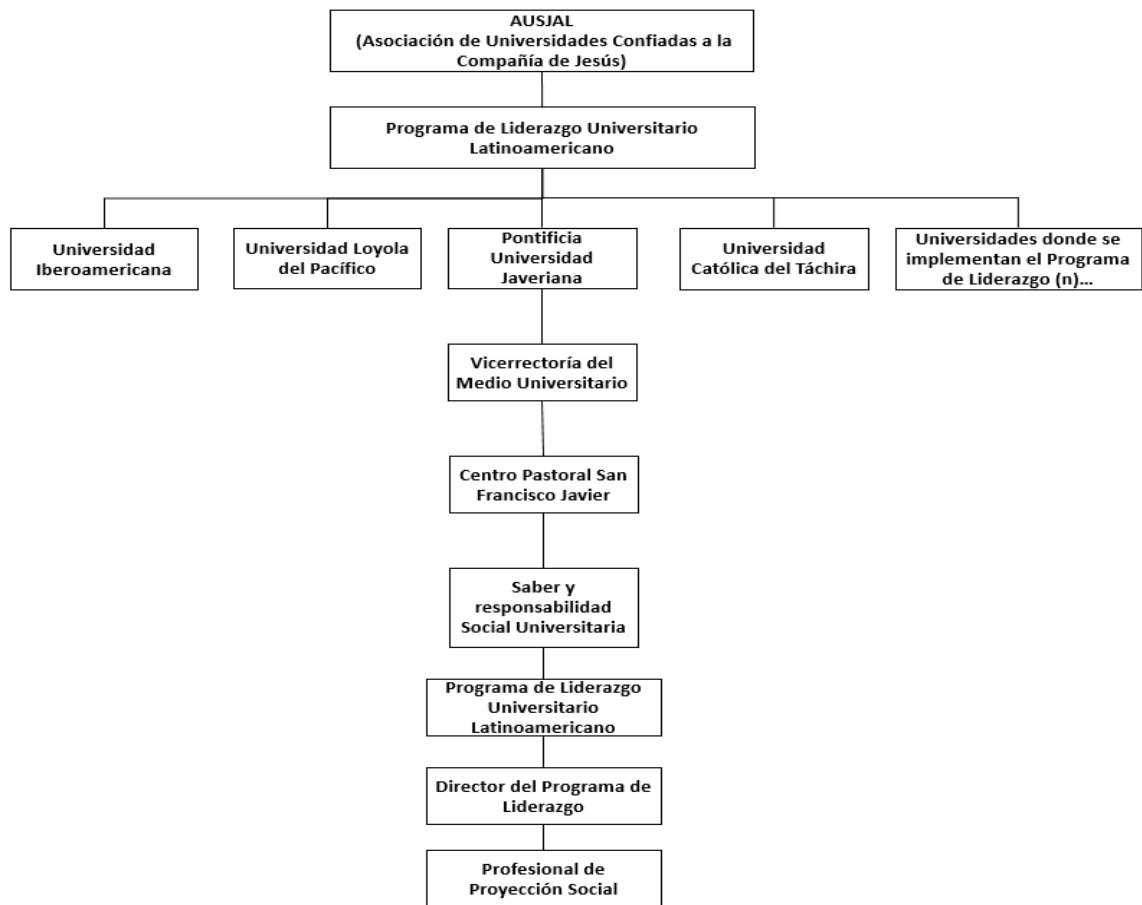 AUSJAL
(Asociación de Universidades Confiadas a la
Compañía de Jesús)
Programa de Liderazgo Universitario
Latinoamericano
Universidad
Iberoamericana
Universidad Loyola
del Pacífico
Pontificia
Universidad
Javeriana
Universidad
Católica del Táchira
Universidades donde se
implementan el Programa
de Liderazgo (n)...
Vicerrectoría del
Medio Universitario
Centro Pastoral San
Francisco Javier
Saber y
responsabilidad
Social Universitaria
Programa de Liderazgo
Universitario
Latinoamericano
Director del Programa de
Liderazgo
Profesional de
Proyección Social